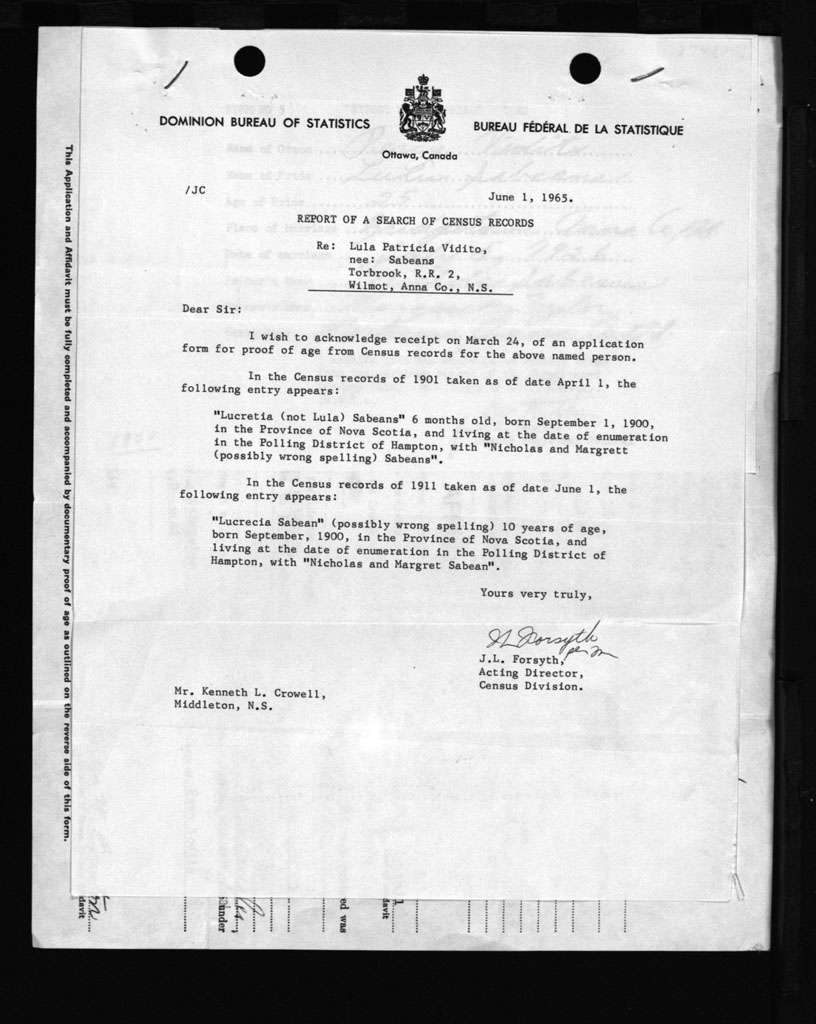 DOMINION BUREAU OF STATISTICS
BUREAU FÉDÉRAL DE LA STATISTIQUE
Ottawa, Canada
/JC
June 1, 1965.
REPORT OF A SEARCH OF CENSUS RECORDS
Re: Lula Patricia Vidito,
nee: Sabeans
Torbrook, R.R. 2,
Wilmot, Anna Co., N.S.
Dear Sir:
I wish to acknowledge receipt on March 24, of an application
form for proof of age from Census records for the above named person.
In the Census records of 1901 taken as of date April 1, the
following entry appears:
"Lucretia (not Lula) Sabeans" 6 months old, born September 1, 1900,
in the Province of Nova Scotia, and living at the date of enumeration
in the Polling District of Hampton, with "Nicholas and Margrett
(possibly wrong spelling) Sabeans".
In the Census records of 1911 taken as of date June 1, the
following entry appears:
"Lucrecia Sabean" (possibly wrong spelling) 10 years of age,
born September, 1900, in the Province of Nova Scotia, and
living at the date of enumeration in the Polling District of
Hampton, with "Nicholas and Margret Sabean".
Yours very truly,
JL Forsyth
per
J.L. Forsyth,
Acting Director,
Census Division.
Mr. Kenneth L. Crowell,
Middleton, N.S.
This Application and Affidavit must be fully completed and accompanied by documentary proof of age as outlined on the reverse side of this form.
davit
under
ed was
davit